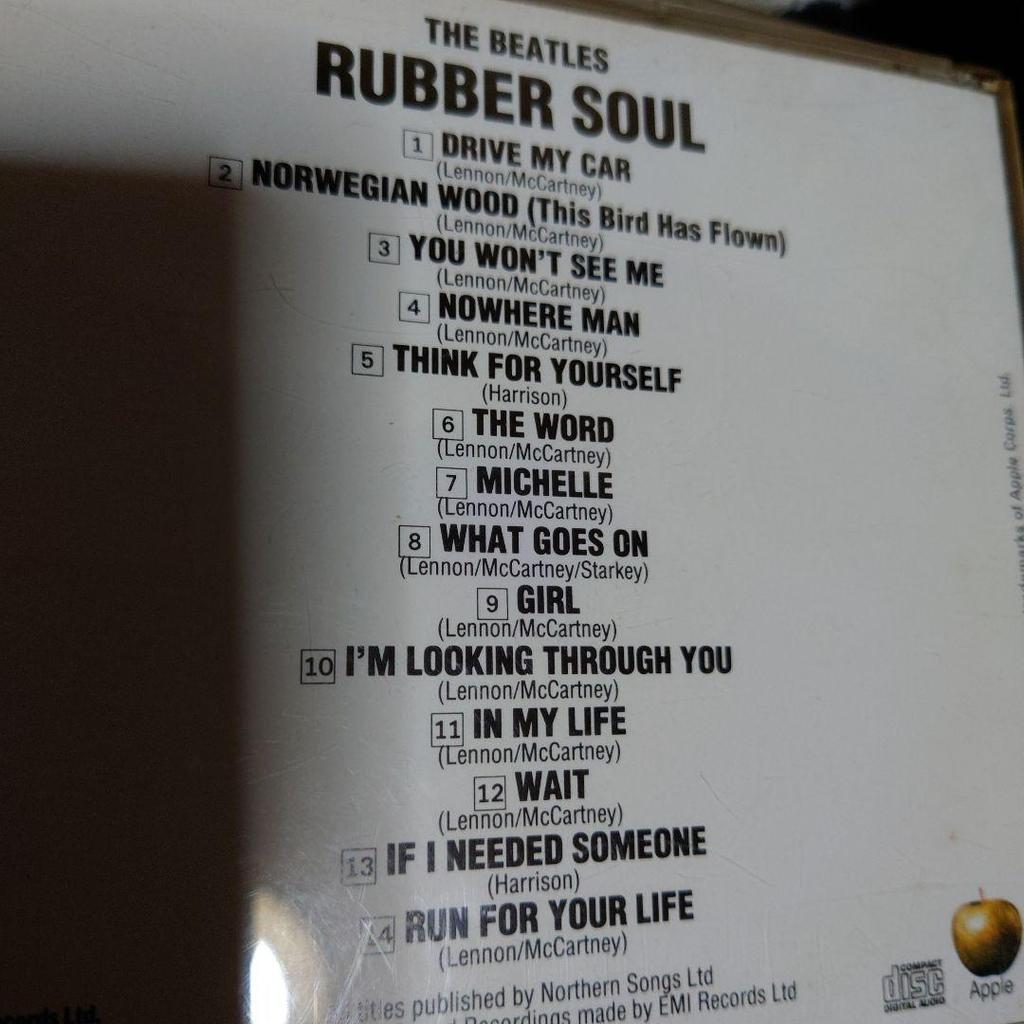 THE BEATLES
RUBBER SOUL
1 DRIVE MY CAR
(Lennon/McCartney)
2 NORWEGIAN WOOD (This Bird Has Flown)
(Lennon/McCartney)
3 YOU WON'T SEE ME
(Lennon/McCartney)
4 NOWHERE MAN
(Lennon/McCartney)
5 THINK FOR YOURSELF
(Harrison)
6 THE WORD
(Lennon/McCartney)
7 MICHELLE
(Lennon/McCartney)
8 WHAT GOES ON
(Lennon/McCartney/Starkey)
9 GIRL
(Lennon/McCartney)
10 I'M LOOKING THROUGH YOU
(Lennon/McCartney)
11 IN MY LIFE
(Lennon/McCartney)
12 WAIT
(Lennon/McCartney)
13 IF I NEEDED SOMEONE
(Harrison)
14 RUN FOR YOUR LIFE
(Lennon/McCartney)
published by Northern Songs Ltd
Recordings made by EMI Records Ltd
COMPACT
disc
DIGITAL AUDIO
Apple
of Apple Corps. Ltd.
Ltd.